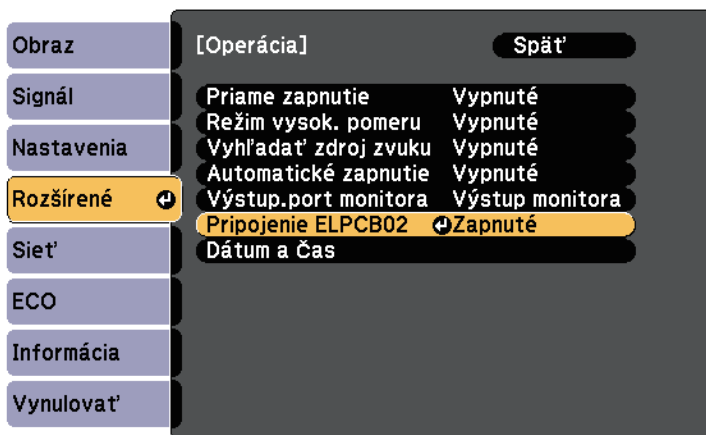 Obraz
Signál
Nastavenia
Rozšírené
Sieť
ECO
Informácia
Vynulovať
[Operácia] Späť
Priame zapnutie Vypnuté
Režim vysok. pomeru Vypnuté
Vyhľadať zdroj zvuku Vypnuté
Automatické zapnutie Vypnuté
Výstup.port monitora Výstup monitora
Pripojenie ELPCB02 Zapnuté
Dátum a Čas